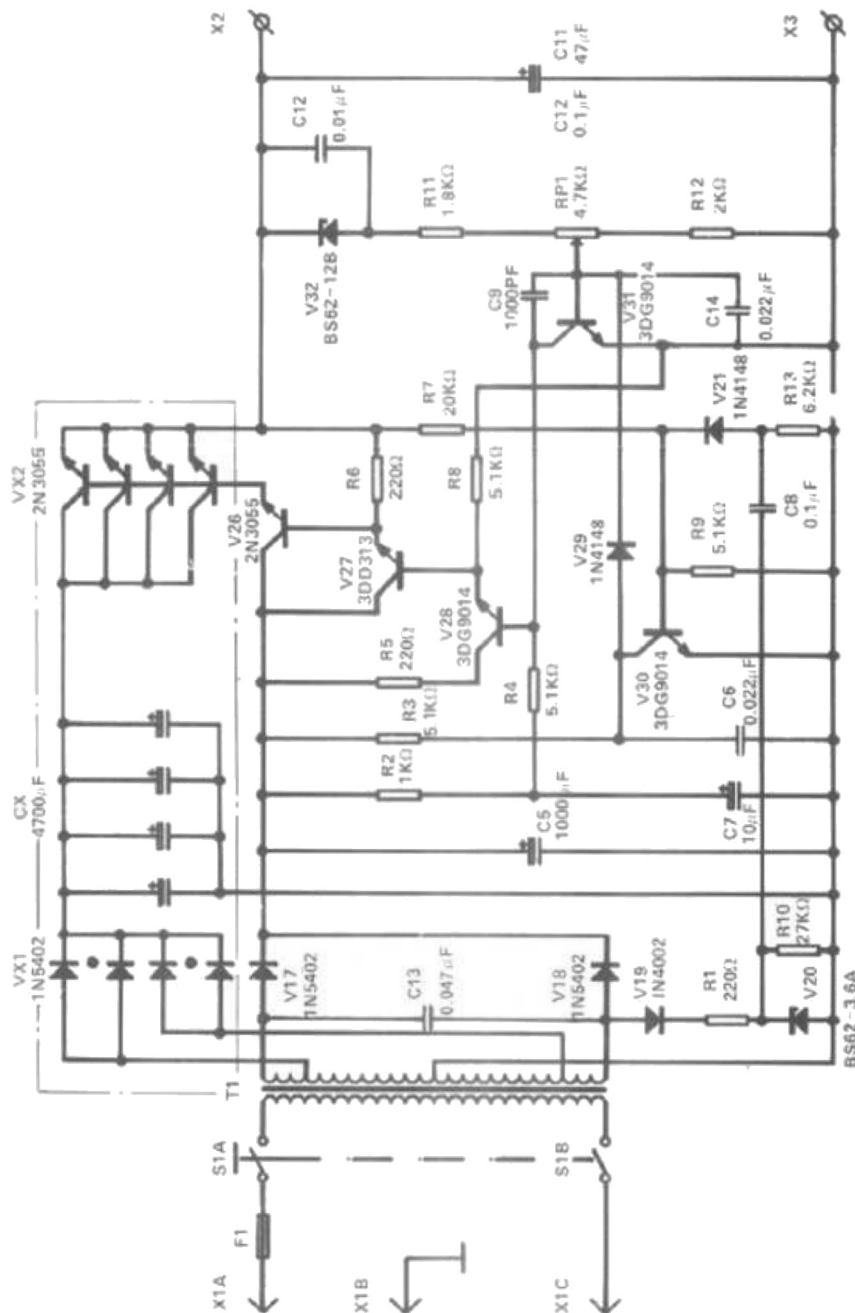 X1A
F1
X1B
X1C
S1A
S1B
T1
VX1
1N5402
CX
4700µF
VX2
2N3055
V17
1N5402
C13
0.047µF
V18
1N5402
V19
IN4002
R1
220Ω
V20
BS62-3.6A
R10
27KΩ
C5
1000µF
R2
1KΩ
C7
10µF
R3
5.1KΩ
C6
0.022µF
R5
220Ω
R4
5.1KΩ
V28
3DG9014
V27
3DD313
V26
2N3055
R6
220Ω
R7
20KΩ
R8
5.1KΩ
V29
1N4148
V30
3DG9014
R9
5.1KΩ
C8
0.1µF
V21
1N4148
R13
6.2KΩ
V32
BS62-12B
C12
0.01µF
R11
1.8KΩ
C9
1000PF
V31
3DG9014
RP1
4.7KΩ
R12
2KΩ
C14
0.022µF
C11
47µF
C12
0.1µF
X2
X3